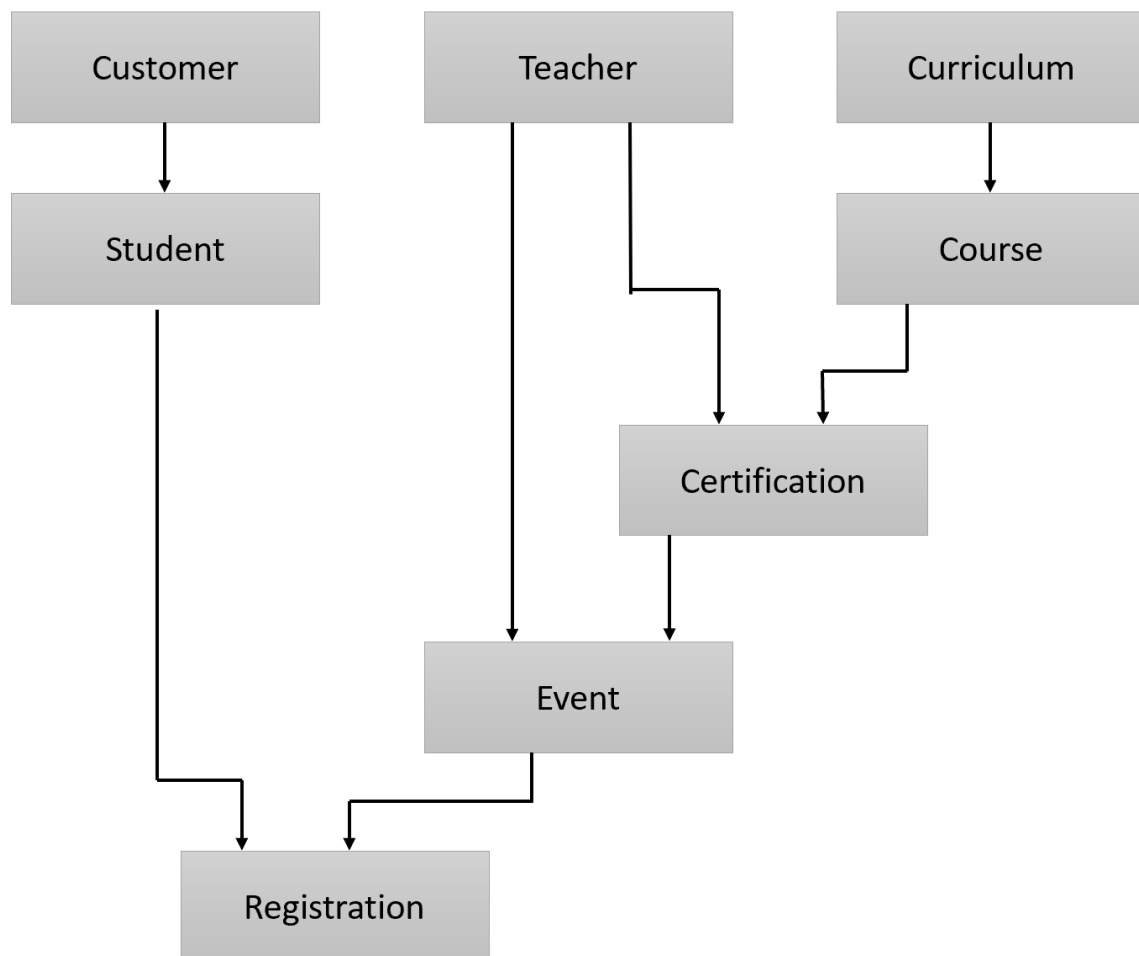 Customer
Teacher
Curriculum
Student
Course
Certification
Event
Registration